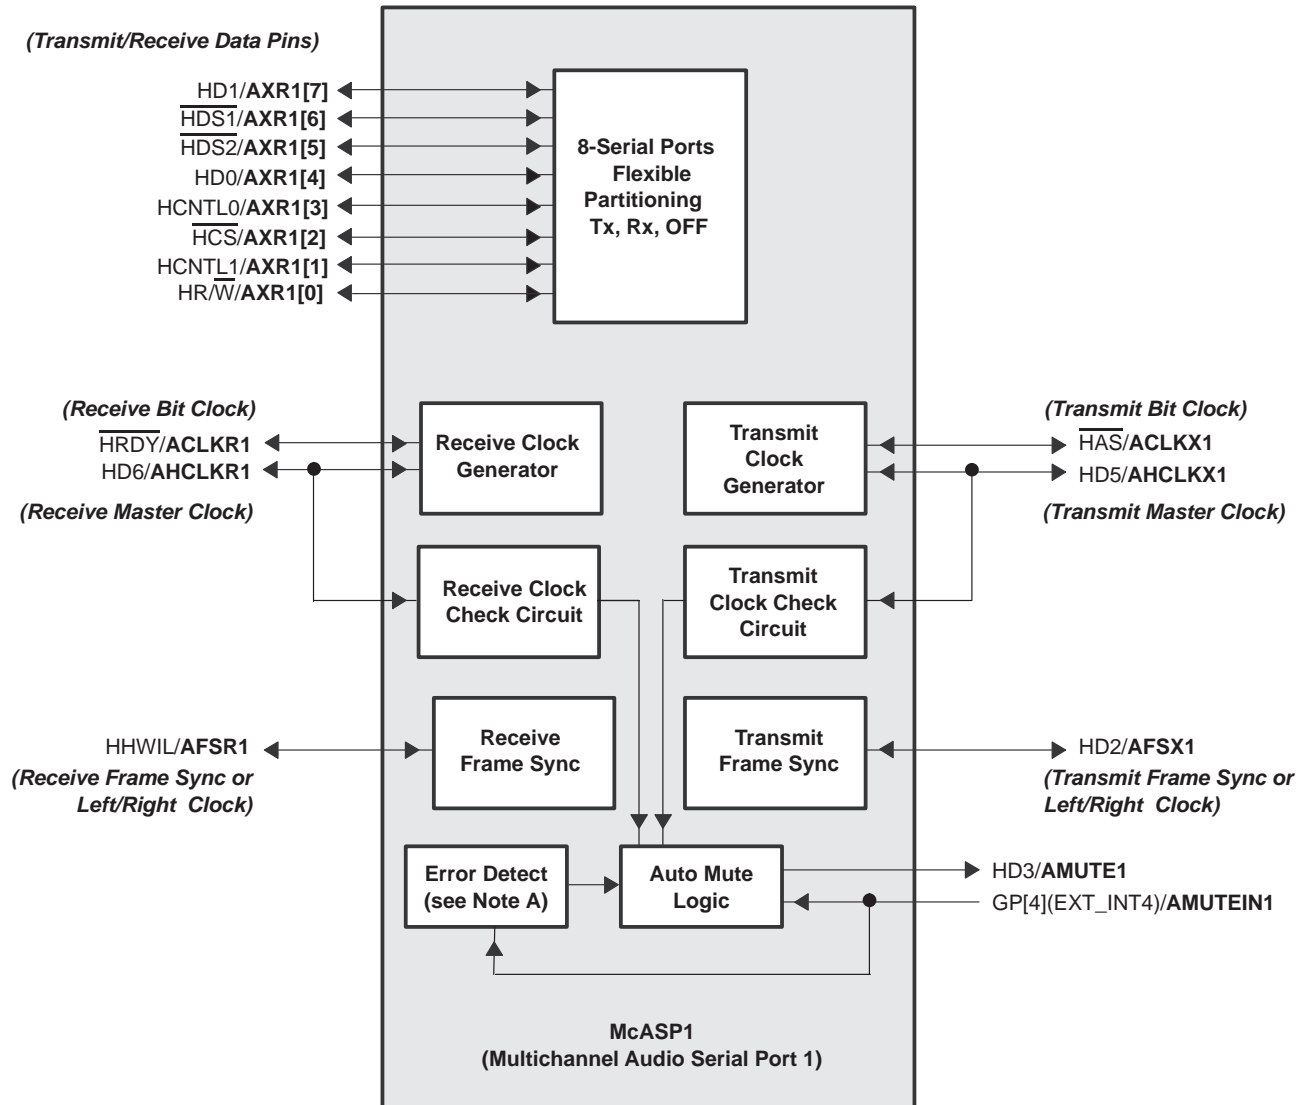 (Transmit/Receive Data Pins)
HD1/AXR1[7]
HDS1/AXR1[6]
HDS2/AXR1[5]
HD0/AXR1[4]
HCNTL0/AXR1[3]
HCS/AXR1[2]
HCNTL1/AXR1[1]
HR/W/AXR1[0]
8-Serial Ports
Flexible
Partitioning
Tx, Rx, OFF
(Receive Bit Clock)
HRDY/ACLKR1
HD6/AHCLKR1
(Receive Master Clock)
Receive Clock
Generator
Transmit
Clock
Generator
(Transmit Bit Clock)
HAS/ACLKX1
HD5/AHCLKX1
(Transmit Master Clock)
Receive Clock
Check Circuit
Transmit
Clock Check
Circuit
HHWIL/AFSR1
(Receive Frame Sync or
Left/Right Clock)
Receive
Frame Sync
Transmit
Frame Sync
HD2/AFSX1
(Transmit Frame Sync or
Left/Right Clock)
Error Detect
(see Note A)
Auto Mute
Logic
HD3/AMUTE1
GP[4](EXT_INT4)/AMUTEIN1
McASP1
(Multichannel Audio Serial Port 1)